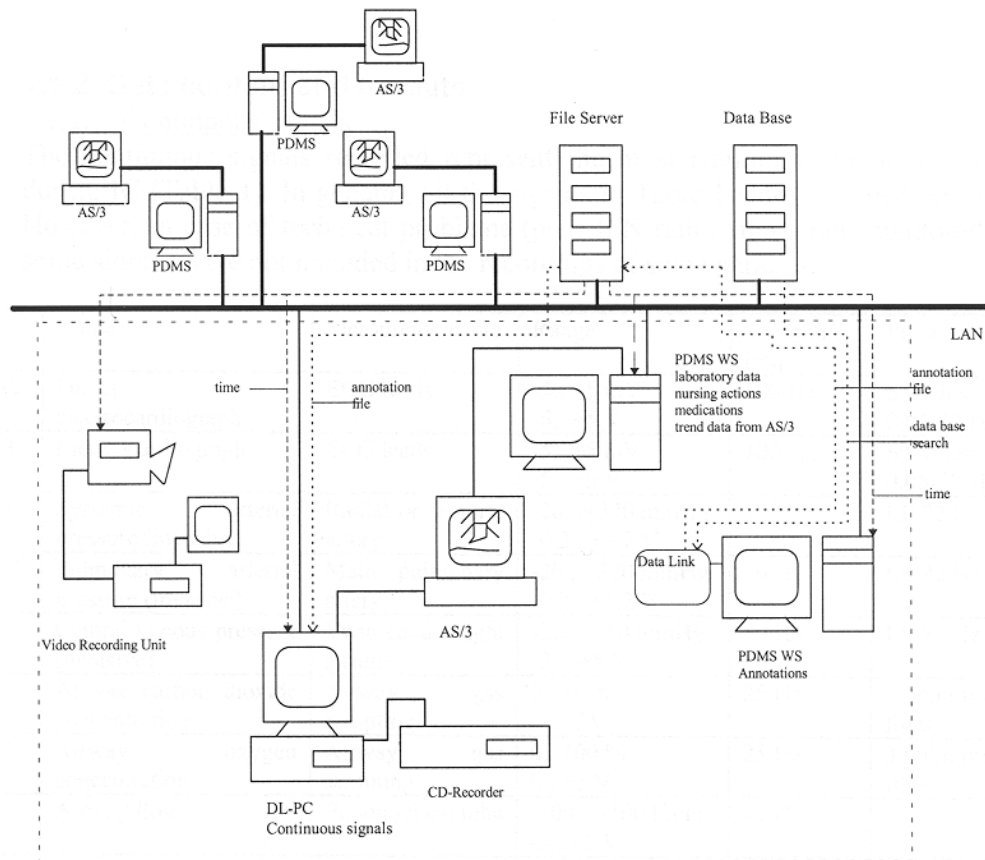 AS/3
PDMS
AS/3
PDMS
AS/3
PDMS
File Server
Data Base
LAN
time
annotation
file
PDMS WS
laboratory data
nursing actions
medications
trend data from AS/3
annotation
file
data base
search
time
Data Link
AS/3
Video Recording Unit
PDMS WS
Annotations
CD-Recorder
DL-PC
Continuous signals